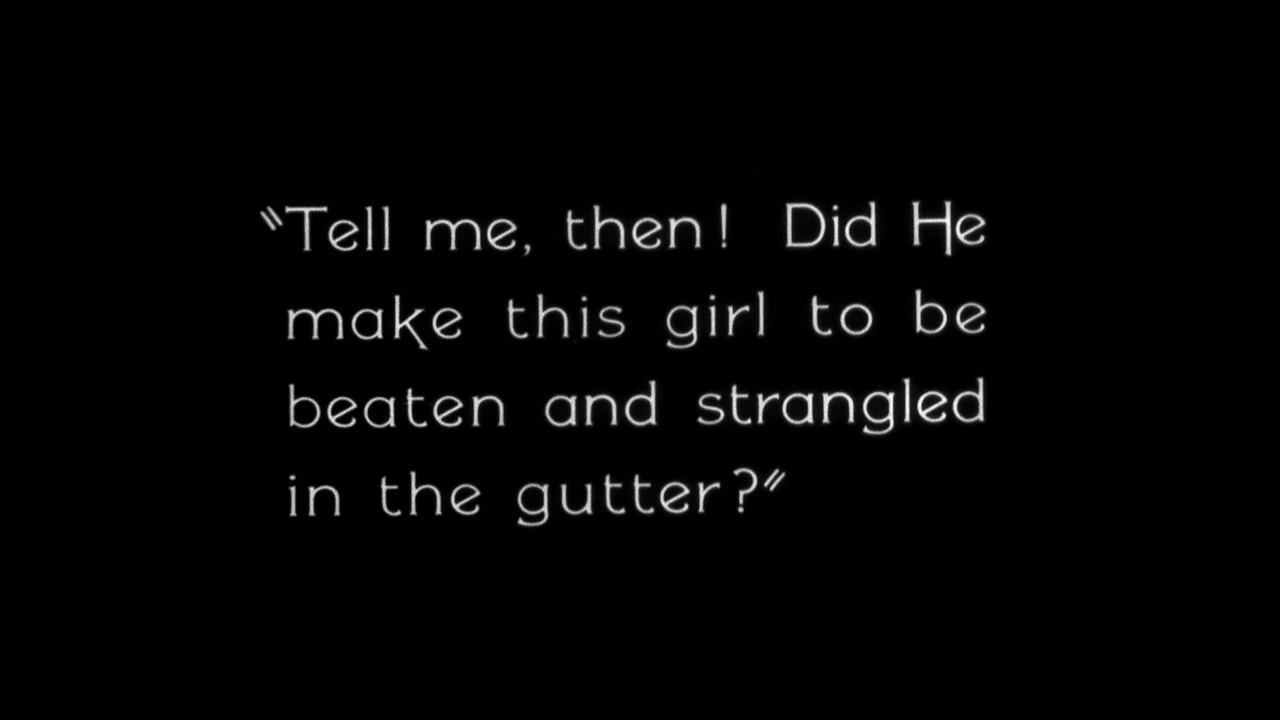 "Tell me, then! Did He
make this girl to be
beaten and strangled
in the gutter?"